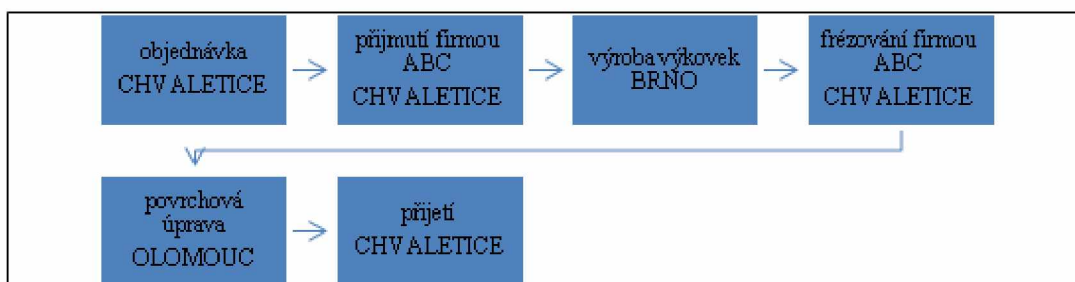 objednávka
CHVALETICE
přijmutí firmou
ABC
CHVALETICE
výroba výkovek
BRNO
frézování firmou
ABC
CHVALETICE
povrchová
úprava
OLOMOUC
přijetí
CHVALETICE